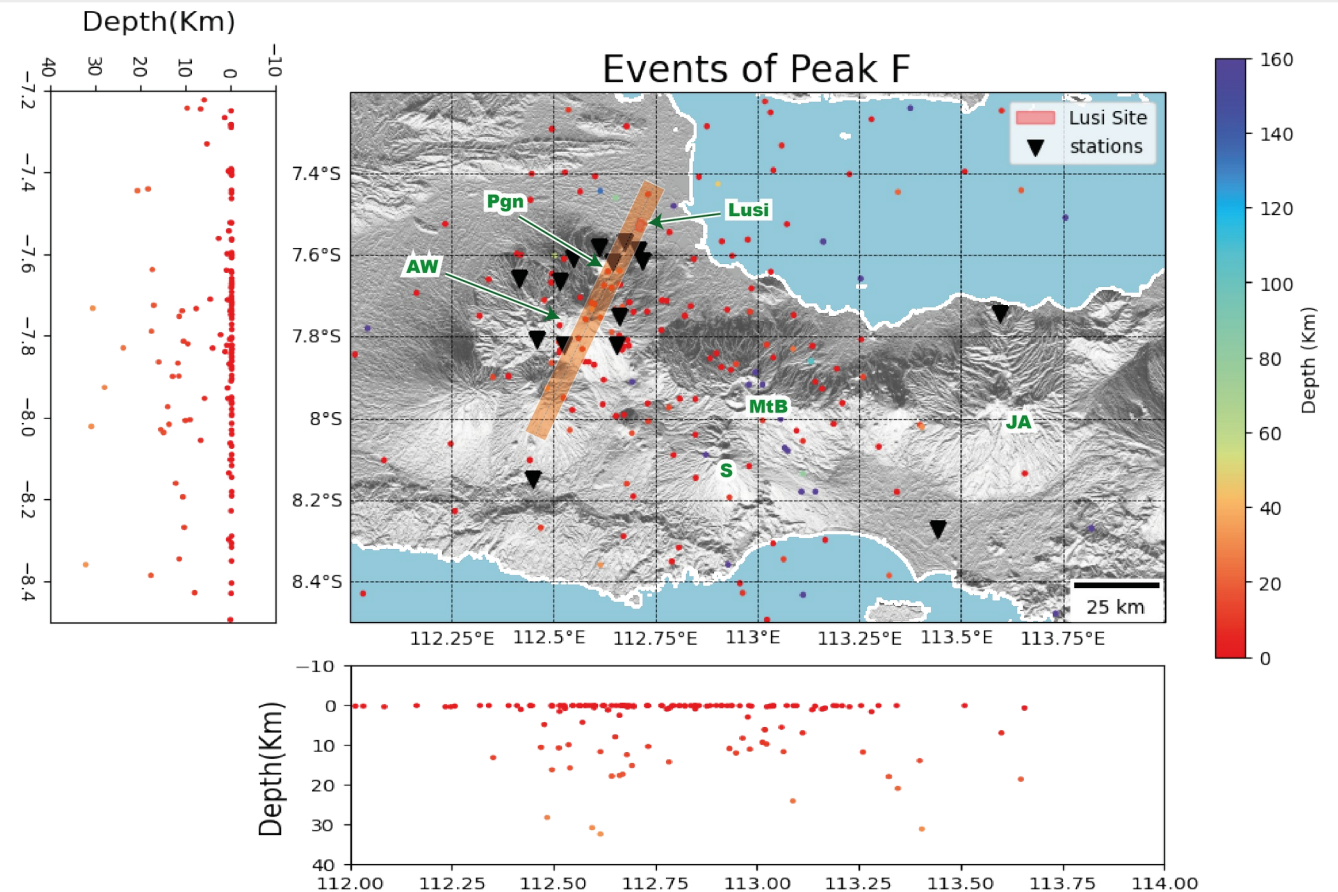 Depth(Km)
40 30 20 10 0 −10
−7.2
−7.4
−7.6
−7.8
−8.0
−8.2
−8.4
Events of Peak F
Lusi Site
stations
7.4°S
7.6°S
7.8°S
8°S
8.2°S
8.4°S
Pgn
Lusi
AW
MtB
JA
S
25 km
112.25°E 112.5°E 112.75°E 113°E 113.25°E 113.5°E 113.75°E
160
140
120
100
80
60
40
20
0
Depth (Km)
Depth(Km)
−10
0
10
20
30
40
112.00 112.25 112.50 112.75 113.00 113.25 113.50 113.75 114.00